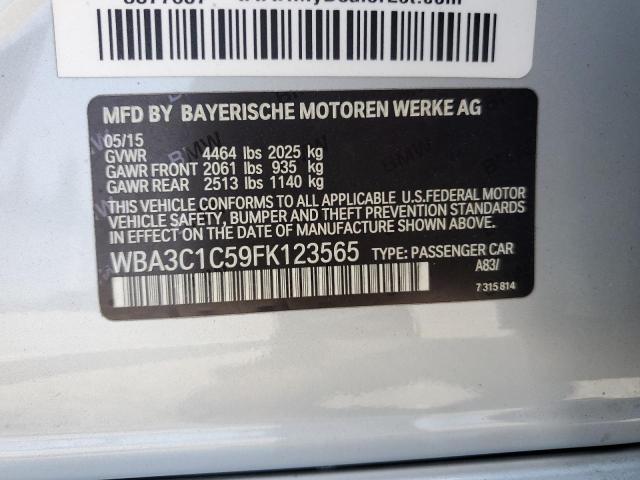 MFD BY BAYERISCHE MOTOREN WERKE AG
05/15
GVWR 4464 lbs 2025 kg
GAWR FRONT 2061 lbs 935 kg
GAWR REAR 2513 lbs 1140 kg
THIS VEHICLE CONFORMS TO ALL APPLICABLE U.S.FEDERAL MOTOR
VEHICLE SAFETY, BUMPER AND THEFT PREVENTION STANDARDS
IN EFFECT ON THE DATE OF MANUFACTURE SHOWN ABOVE.
WBA3C1C59FK123565 TYPE: PASSENGER CAR
A83/
7 315 814